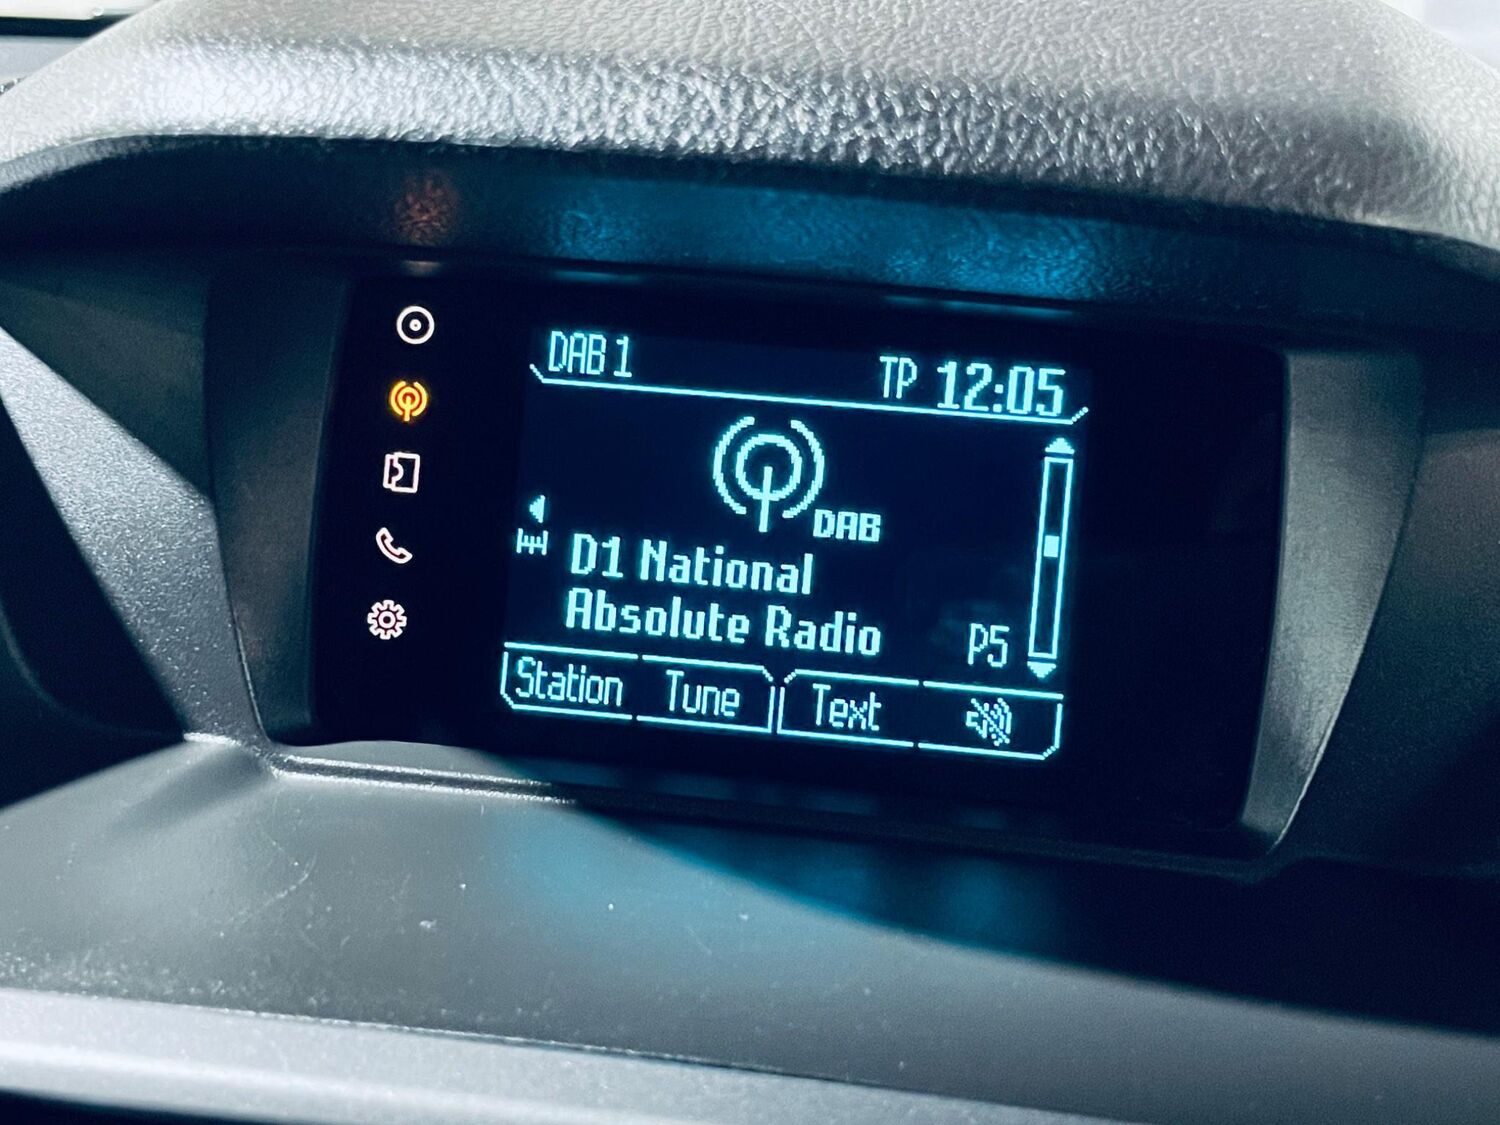 DAB 1 TP 12:05
DAB
D1 National
Absolute Radio P5
Station Tune Text